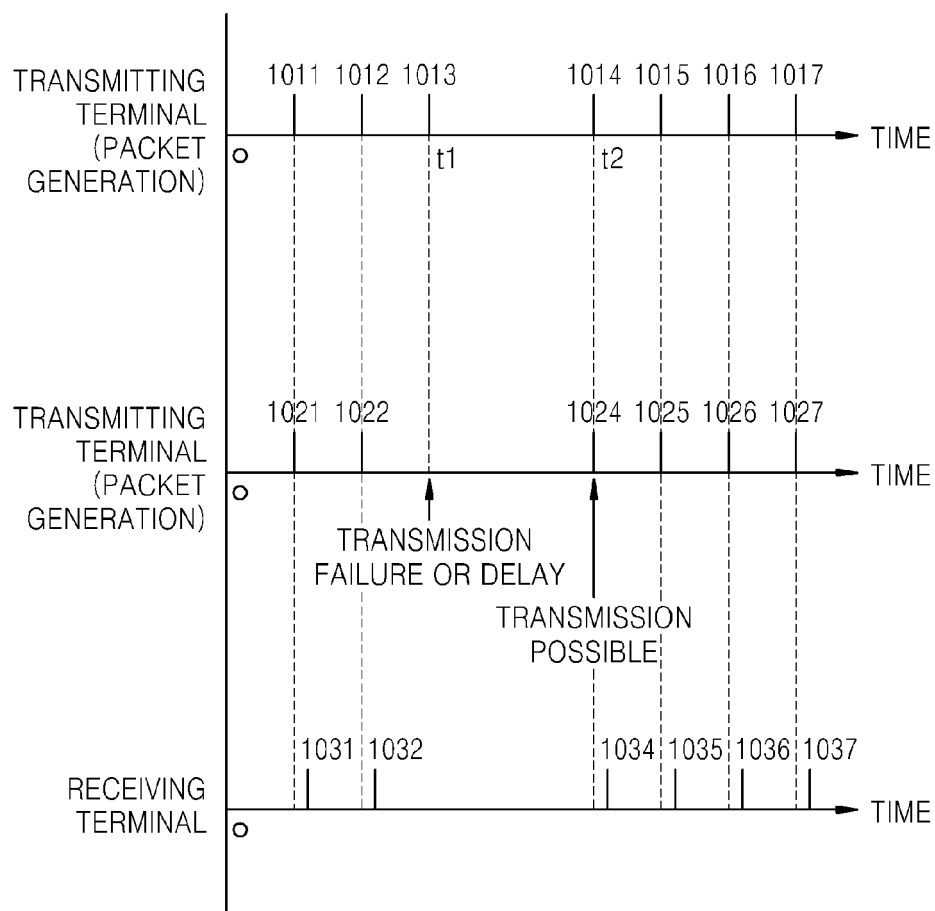 1011 1012 1013 1014 1015 1016 1017
TRANSMITTING
TERMINAL
(PACKET
GENERATION)
TIME
O
t1 t2
1021 1022 1024 1025 1026 1027
TRANSMITTING
TERMINAL
(PACKET
GENERATION)
TIME
O
TRANSMISSION
FAILURE OR DELAY
TRANSMISSION
POSSIBLE
1031 1032 1034 1035 1036 1037
RECEIVING
TERMINAL
TIME
O